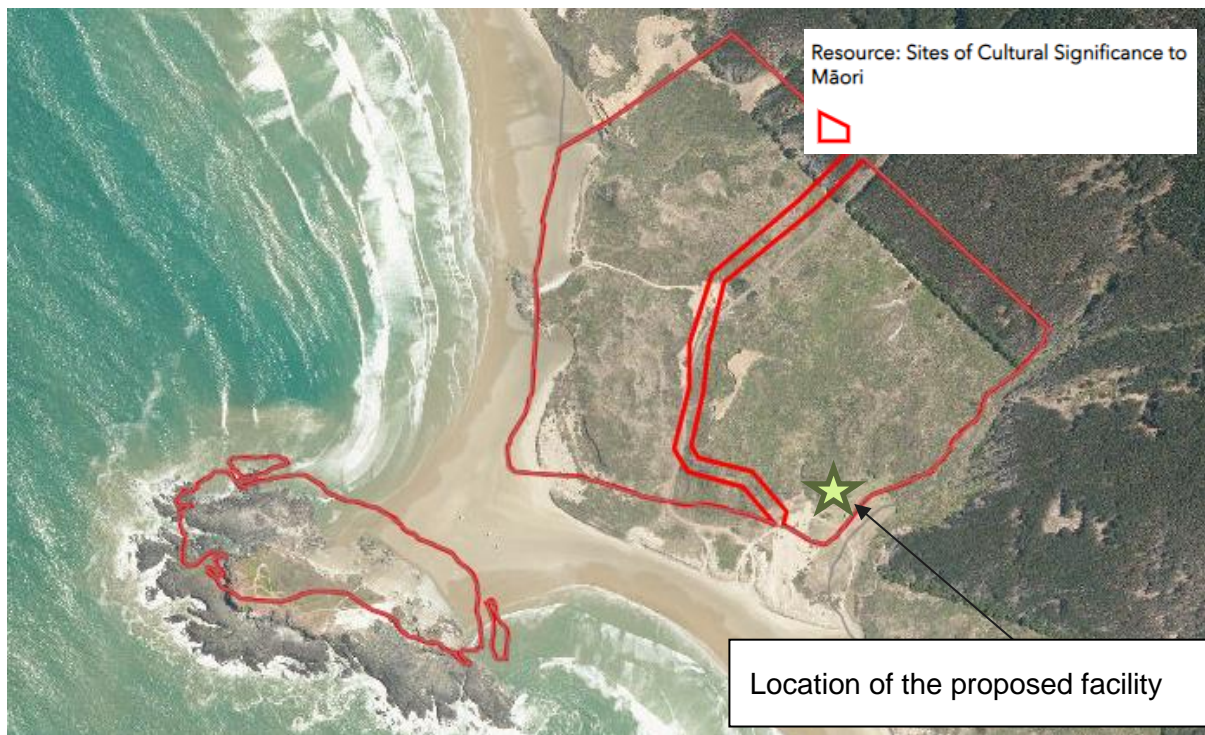 Resource: Sites of Cultural Significance to
Māori
Location of the proposed facility